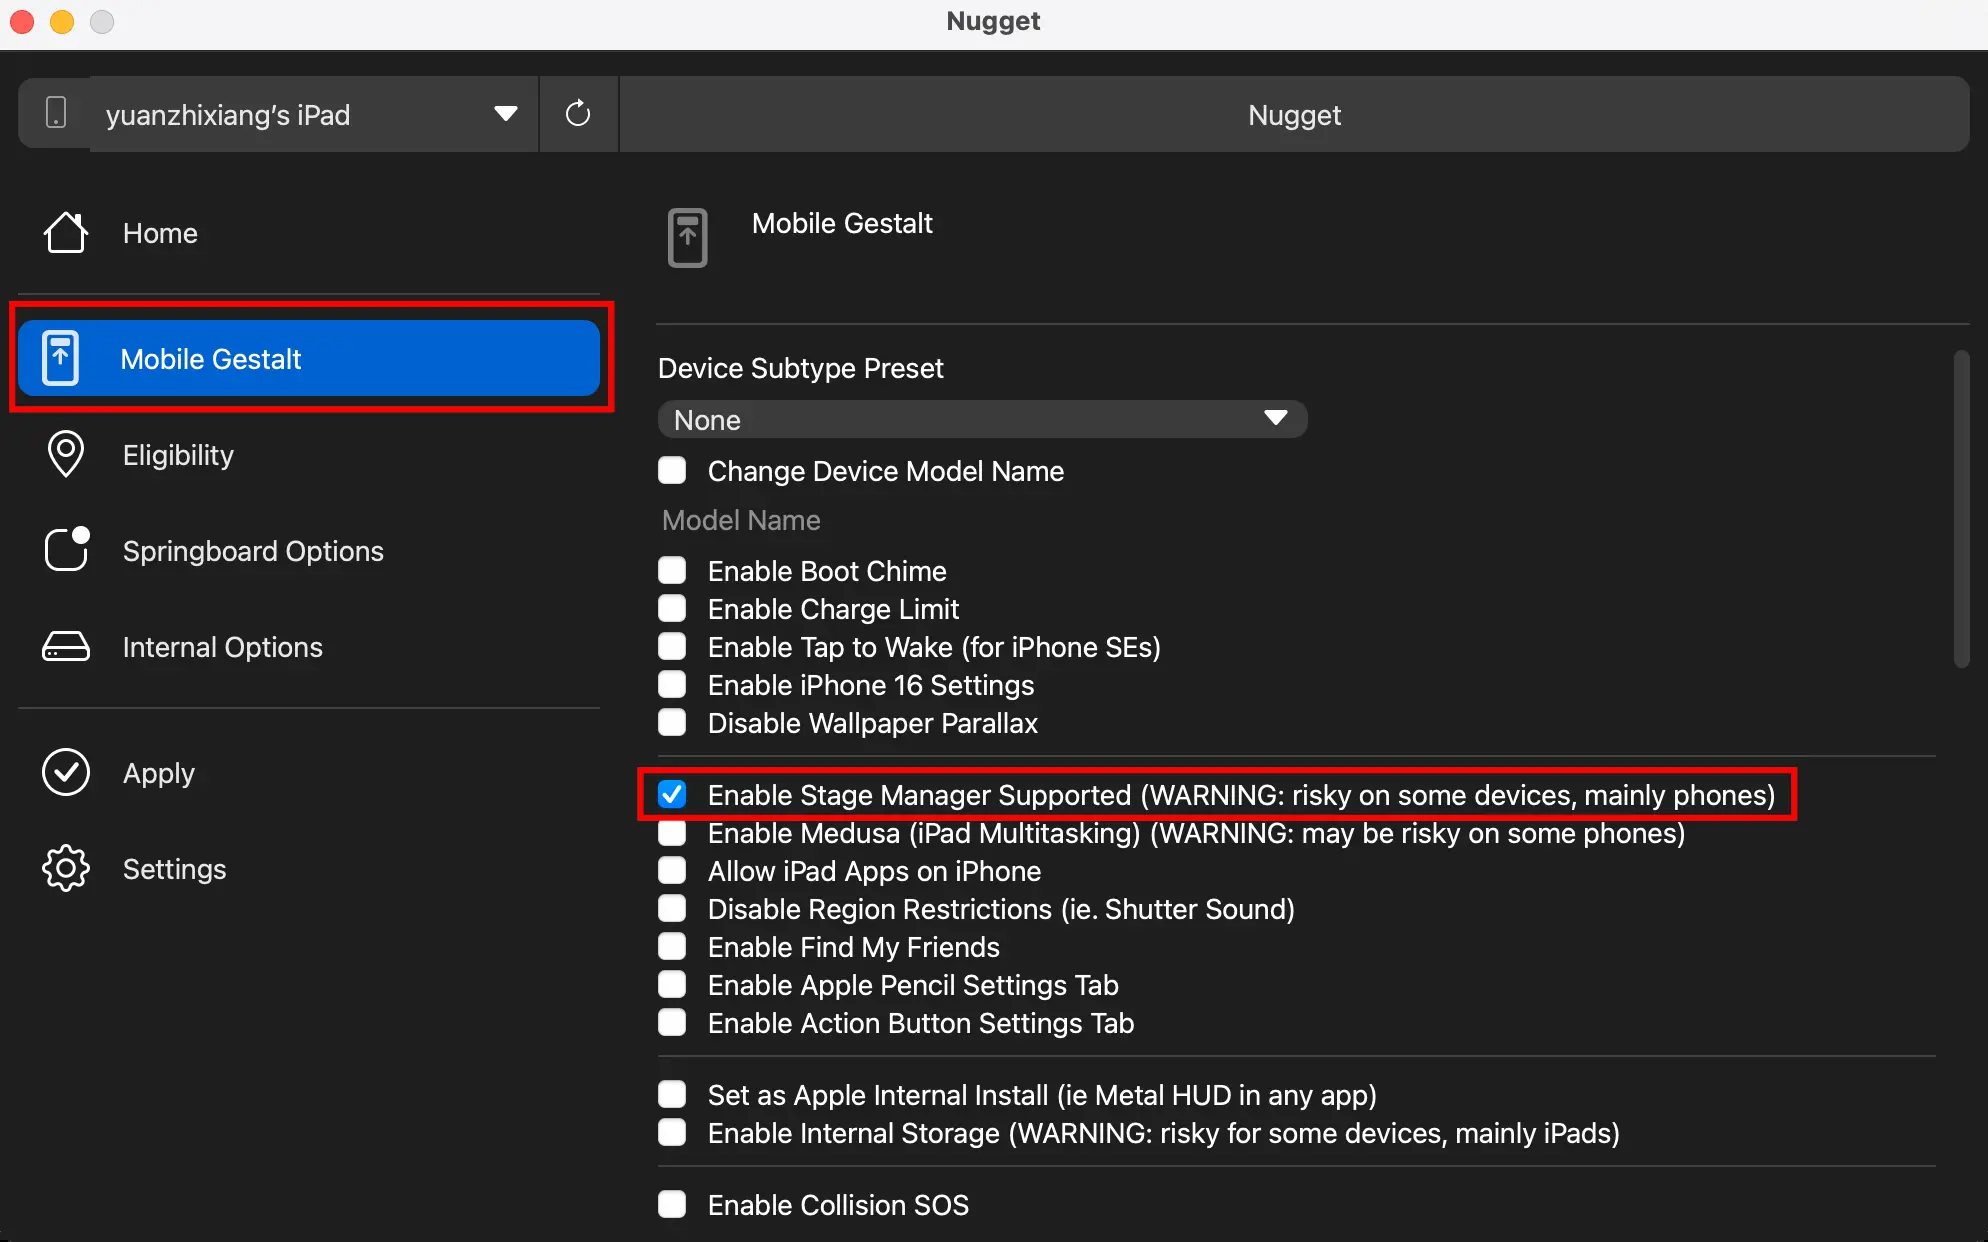 Nugget
yuanzhixiang’s iPad
Nugget
Home
Mobile Gestalt
Eligibility
Springboard Options
Internal Options
Apply
Settings
Mobile Gestalt
Device Subtype Preset
None
Change Device Model Name
Model Name
Enable Boot Chime
Enable Charge Limit
Enable Tap to Wake (for iPhone SEs)
Enable iPhone 16 Settings
Disable Wallpaper Parallax
Enable Stage Manager Supported (WARNING: risky on some devices, mainly phones)
Enable Medusa (iPad Multitasking) (WARNING: may be risky on some phones)
Allow iPad Apps on iPhone
Disable Region Restrictions (ie. Shutter Sound)
Enable Find My Friends
Enable Apple Pencil Settings Tab
Enable Action Button Settings Tab
Set as Apple Internal Install (ie Metal HUD in any app)
Enable Internal Storage (WARNING: risky for some devices, mainly iPads)
Enable Collision SOS